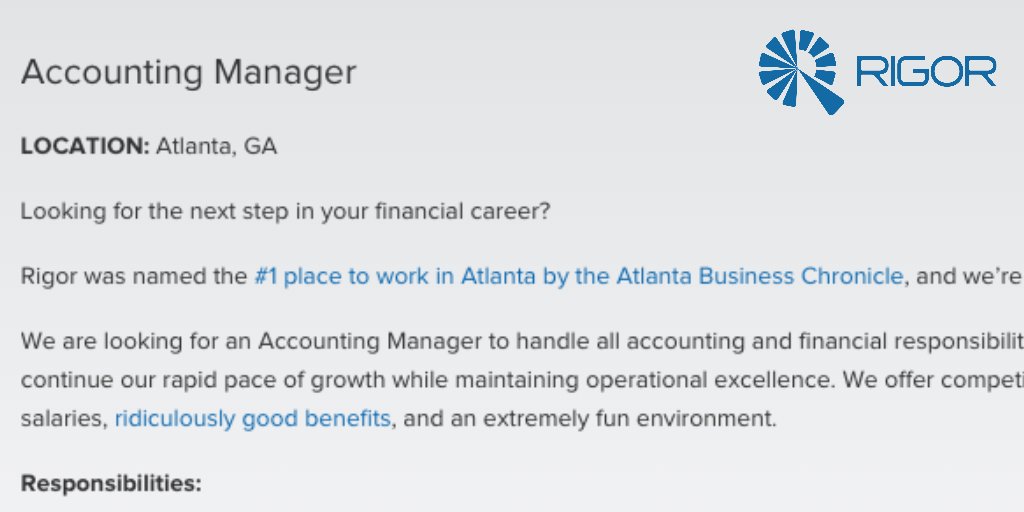 Accounting Manager
RIGOR
LOCATION: Atlanta, GA
Looking for the next step in your financial career?
Rigor was named the #1 place to work in Atlanta by the Atlanta Business Chronicle, and we’re
We are looking for an Accounting Manager to handle all accounting and financial
continue our rapid pace of growth while maintaining operational excellence. We offer
salaries, ridiculously good benefits, and an extremely fun environment.
Responsibilities: